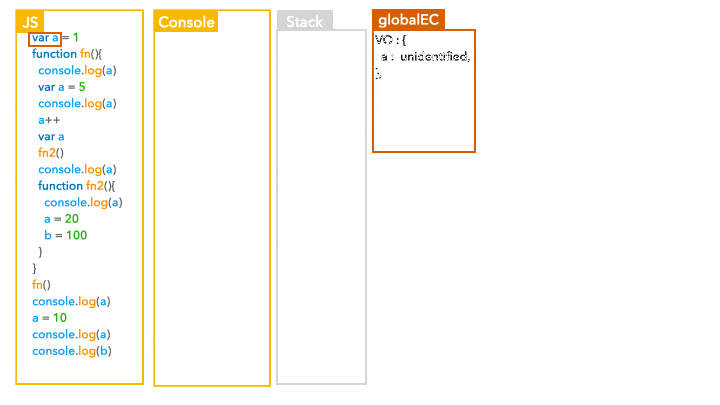 JS
var a = 1
function fn(){
console.log(a)
var a = 5
console.log(a)
a++
var a
fn2()
console.log(a)
function fn2(){
console.log(a)
a = 20
b = 100
}
}
fn()
console.log(a)
a = 10
console.log(a)
console.log(b)
Console
Stack
globalEC
VO : {
a : unidentified,
}